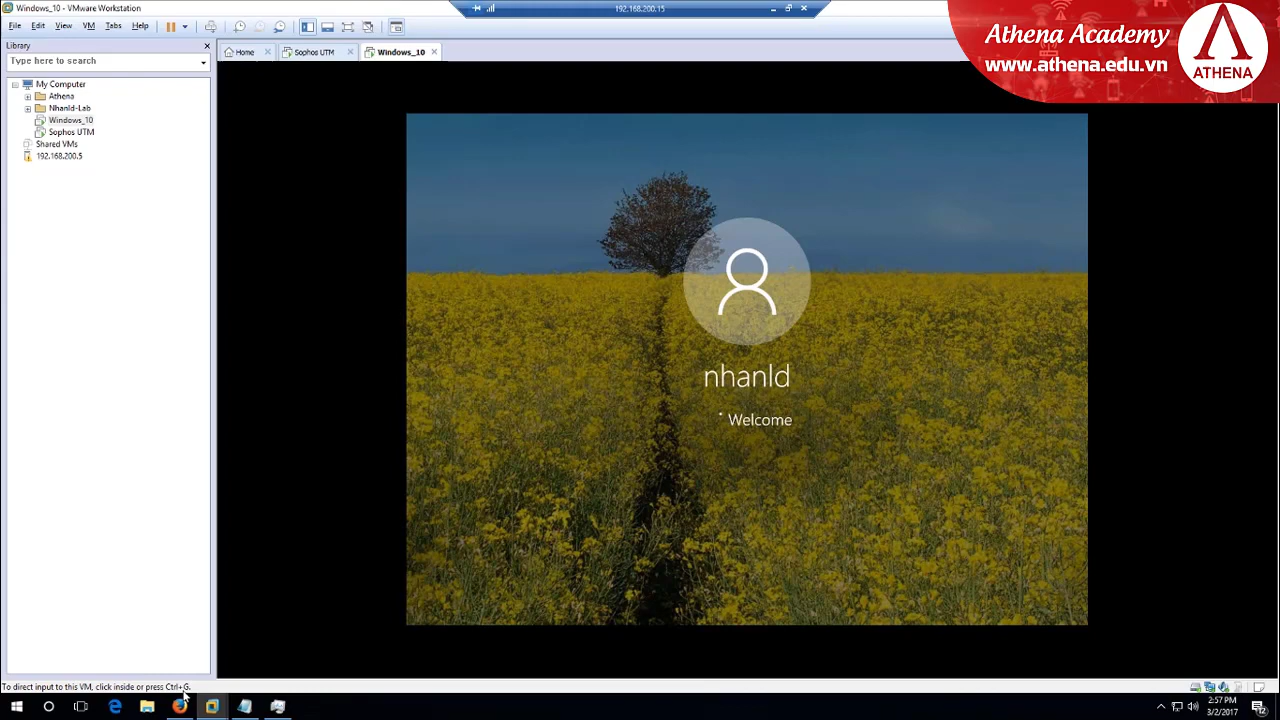 Windows_10 - VMware Workstation
192.168.200.15
File Edit View VM Tabs Help
Athena Academy
www.athena.edu.vn
ATHENA
Library
Home
Sophos UTM
Windows_10
Type here to search
My Computer
Athena
Nhanld-Lab
Windows_10
Sophos UTM
Shared VMs
192.168.200.5
nhanld
Welcome
To direct input to this VM, click inside or press Ctrl+G.
2:57 PM
3/2/2017
12